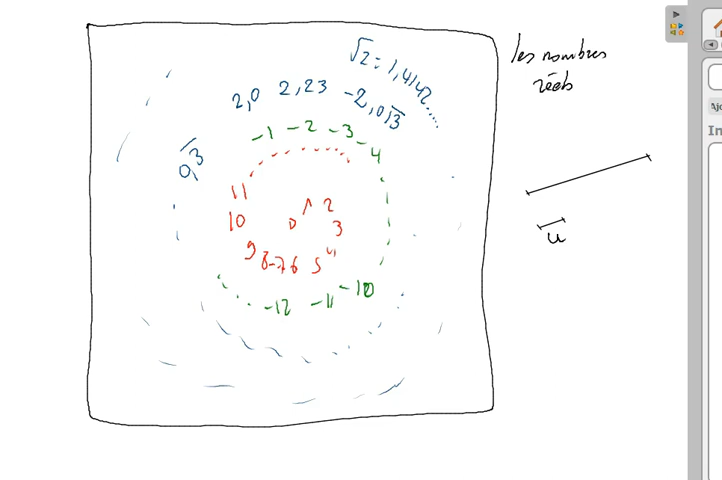 √2 = 1,4142.....
les nombres
réels
2,0 2,23 -2,0,3̅
-1 -2 -3 -4
0,3̅
11
10
0 1 2
3
4
9 8 7 6 5
u
-12 -11 -10